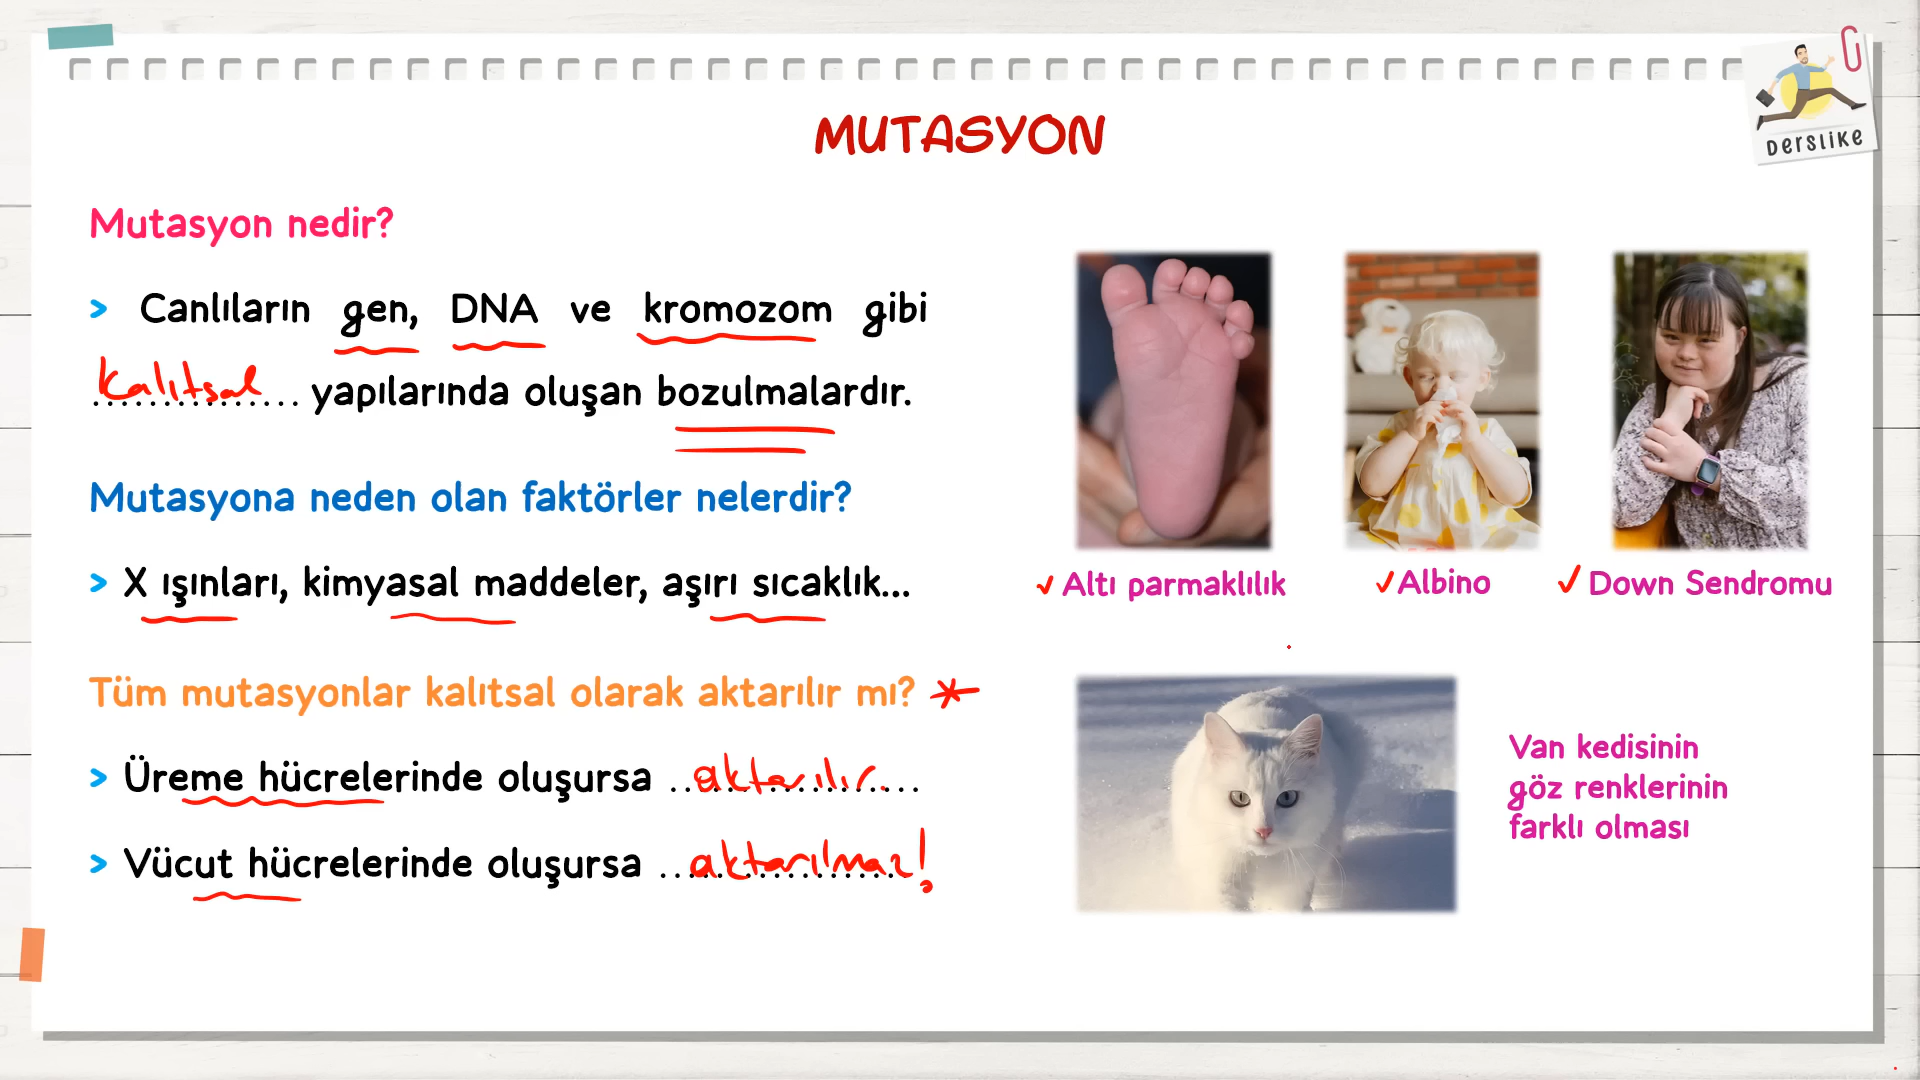 DERSLİKE
MUTASYON
Mutasyon nedir?
> Canlıların gen, DNA ve kromozom gibi
kalıtsal yapılarında oluşan bozulmalardır.
Mutasyona neden olan faktörler nelerdir?
> X ışınları, kimyasal maddeler, aşırı sıcaklık...
Tüm mutasyonlar kalıtsal olarak aktarılır mı? *
> Üreme hücrelerinde oluşursa aktarılır.
> Vücut hücrelerinde oluşursa aktarılmaz!
✓ Altı parmaklılık
✓ Albino
✓ Down Sendromu
Van kedisinin
göz renklerinin
farklı olması